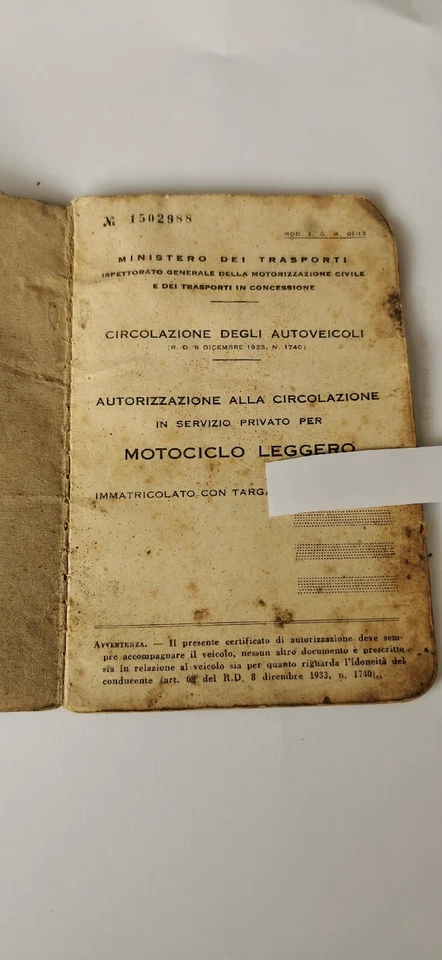 № 1502988
MOD. I. G. M. 01-13
MINISTERO DEI TRASPORTI
ISPETTORATO GENERALE DELLA MOTORIZZAZIONE CIVILE
E DEI TRASPORTI IN CONCESSIONE
CIRCOLAZIONE DEGLI AUTOVEICOLI
(R. D. 8 DICEMBRE 1933, N. 1740)
AUTORIZZAZIONE ALLA CIRCOLAZIONE
IN SERVIZIO PRIVATO PER
MOTOCICLO LEGGERO
IMMATRICOLATO CON TARGA
AVVERTENZA. — Il presente certificato di autorizzazione deve sem-
pre accompagnare il veicolo, nessun altro documento è prescritto
sia in relazione al veicolo sia per quanto riguarda l'idoneità del
conducente (art. 62 del R.D. 8 dicembre 1933, n. 1740).